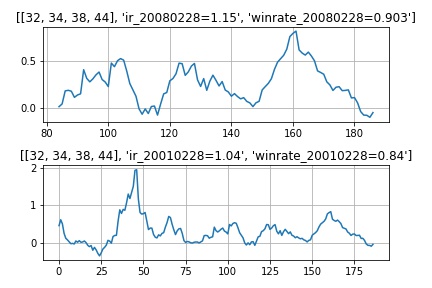 [[32, 34, 38, 44], 'ir_20080228=1.15', 'winrate_20080228=0.903']
0.5
0.0
80 100 120 140 160 180
[[32, 34, 38, 44], 'ir_20010228=1.04', 'winrate_20010228=0.84']
2
1
0
0 25 50 75 100 125 150 175